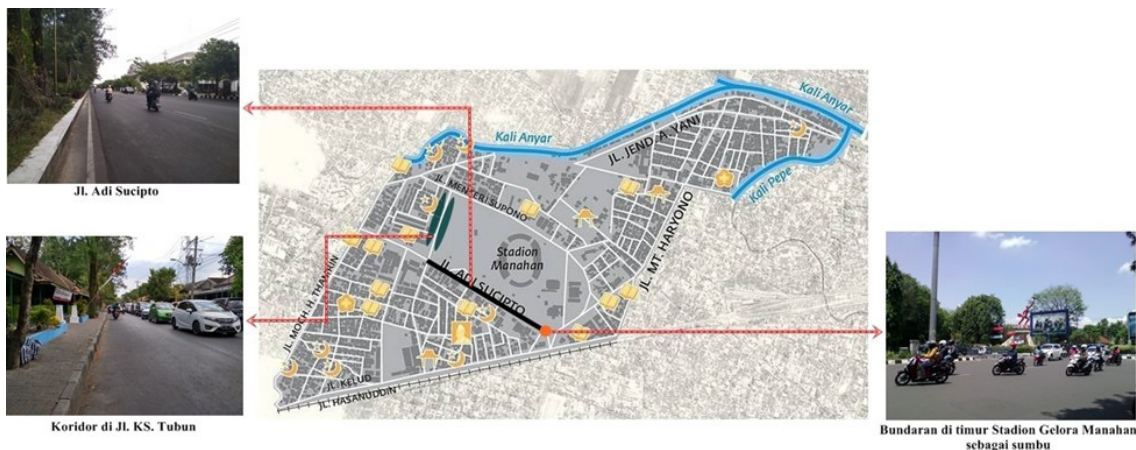 Jl. Adi Sucipto
Kali Anyar
Kali Anyar
JL. JEND. A. YANI
Kali Pepe
JL. MENTERI SUPONO
JL. MT. HARYONO
Stadion
Manahan
JL. ADI SUCIPTO
JL. MOCH. H. THAMRIN
JL. KELUD
JL. HASANUDDIN
Koridor di Jl. KS. Tubun
Bundaran di timur Stadion Gelora Manahan
sebagai sumbu